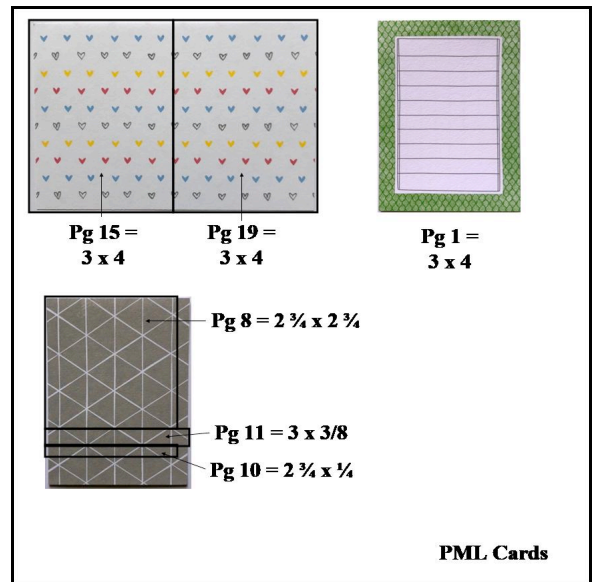 Pg 15 =
3 x 4
Pg 19 =
3 x 4
Pg 1 =
3 x 4
Pg 8 = 2 ¾ x 2 ¾
Pg 11 = 3 x 3/8
Pg 10 = 2 ¾ x ¼
PML Cards